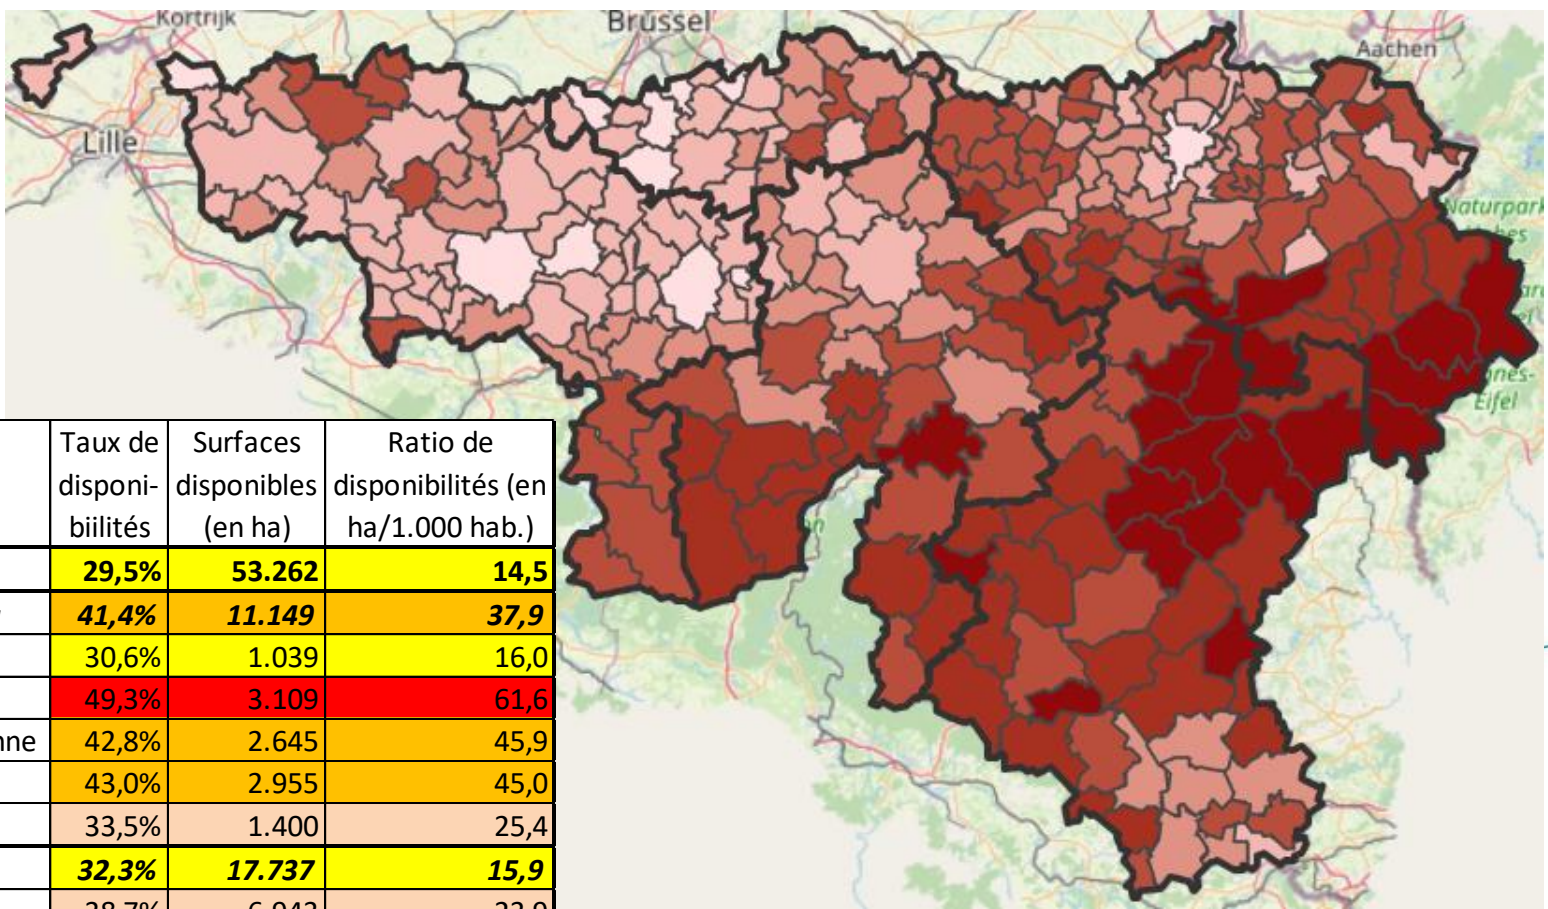 Kortrijk
Brüssel
Aachen
Lille
Naturpark
Eifel
Taux de disponi-biilités
Surfaces disponibles (en ha)
Ratio de disponibilités (en ha/1.000 hab.)
29,5% 53.262 14,5
41,4% 11.149 37,9
30,6% 1.039 16,0
49,3% 3.109 61,6
nne 42,8% 2.645 45,9
43,0% 2.955 45,0
33,5% 1.400 25,4
32,3% 17.737 15,9